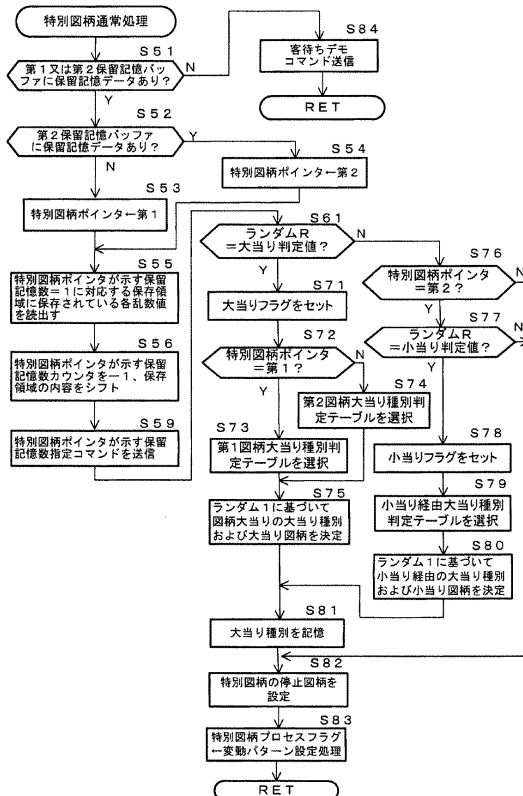 特別図柄通常処理
S51
第1又は第2保留記憶バッ
ファに保留記憶データあり?
N
Y
S84
客待ちデモ
コマンド送信
RET
S52
第2保留記憶バッファ
に保留記憶データあり?
Y
N
S53
特別図柄ポインター第1
S54
特別図柄ポインター第2
S55
特別図柄ポインタが示す保留
記憶数=1に対応する保存領
域に保存されている各乱数値
を読出す
S56
特別図柄ポインタが示す保留
記憶数カウンタをー1、保存
領域の内容をシフト
S59
特別図柄ポインタが示す保留
記憶数指定コマンドを送信
S61
ランダムR
=大当り判定値?
N
Y
S71
大当りフラグをセット
S72
特別図柄ポインタ
=第1?
N
Y
S73
第1図柄大当り種別判
定テーブルを選択
S74
第2図柄大当り種別判
定テーブルを選択
S75
ランダム1に基づいて
図柄大当りの大当り種別
および大当り図柄を決定
S76
特別図柄ポインタ
=第2?
N
Y
S77
ランダムR
=小当り判定値?
N
Y
S78
小当りフラグをセット
S79
小当り経由大当り種別
判定テーブルを選択
S80
ランダム1に基づいて
小当り経由の大当り種別
および小当り図柄を決定
S81
大当り種別を記憶
S82
特別図柄の停止図柄を
設定
S83
特別図柄プロセスフラグ
←変動パターン設定処理
RET